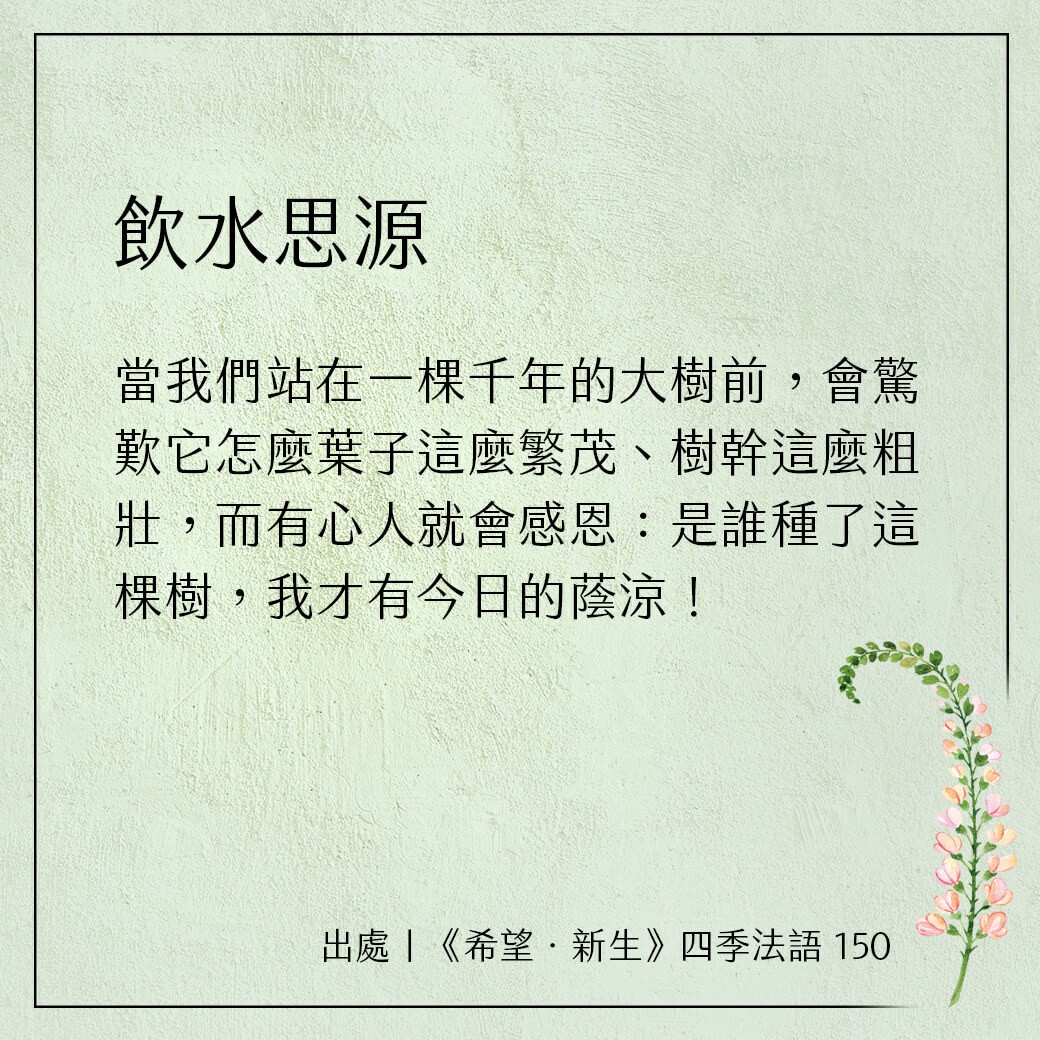 飲水思源
當我們站在一棵千年的大樹前，會驚
歎它怎麼葉子這麼繁茂、樹幹這麼粗
壯，而有心人就會感恩：是誰種了這
棵樹，我才有今日的蔭涼！
出處｜《希望．新生》四季法語 150